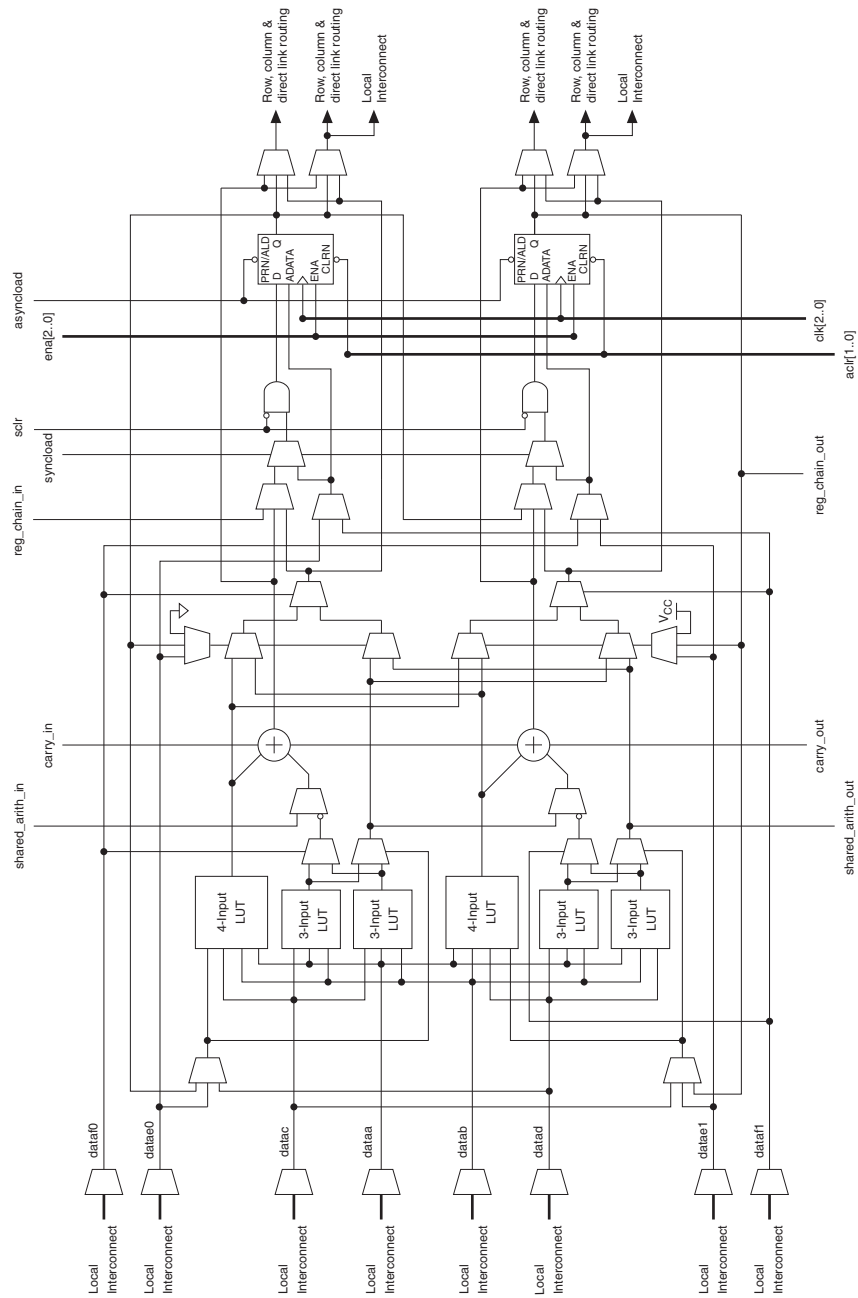 shared_arith_in
carry_in
reg_chain_in
syncload
sclr
ena[2..0]
asyncload
Local
Interconnect
dataf0
Local
Interconnect
datae0
4-Input
LUT
Row, column &
direct link routing
PRN/ALD
D Q
ADATA
ENA
CLRN
Row, column &
direct link routing
Local
Interconnect
Local
Interconnect
datac
3-Input
LUT
Local
Interconnect
dataa
3-Input
LUT
Local
Interconnect
datab
4-Input
LUT
Local
Interconnect
datad
3-Input
LUT
Row, column &
direct link routing
PRN/ALD
D Q
ADATA
ENA
CLRN
Row, column &
direct link routing
Local
Interconnect
3-Input
LUT
VCC
Local
Interconnect
datae1
Local
Interconnect
dataf1
shared_arith_out
carry_out
reg_chain_out
aclr[1..0]
clk[2..0]